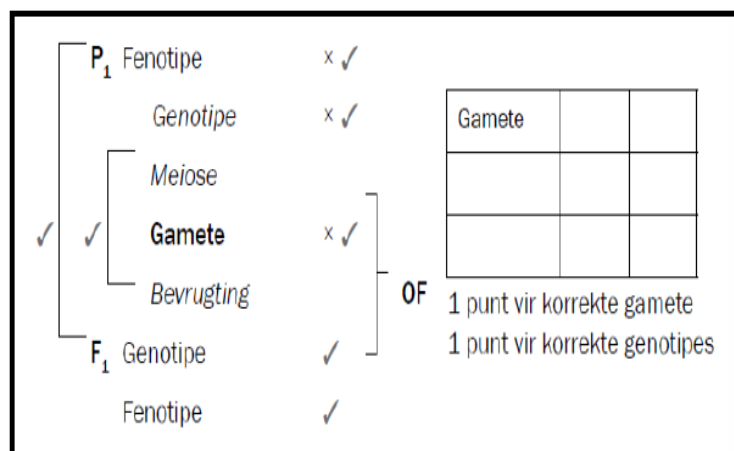 P1 Fenotipe × ✓
Genotipe × ✓
Meiose
✓ ✓ Gamete × ✓
Bevrugting
F1 Genotipe ✓
Fenotipe ✓
OF
Gamete
1 punt vir korrekte gamete
1 punt vir korrekte genotipes